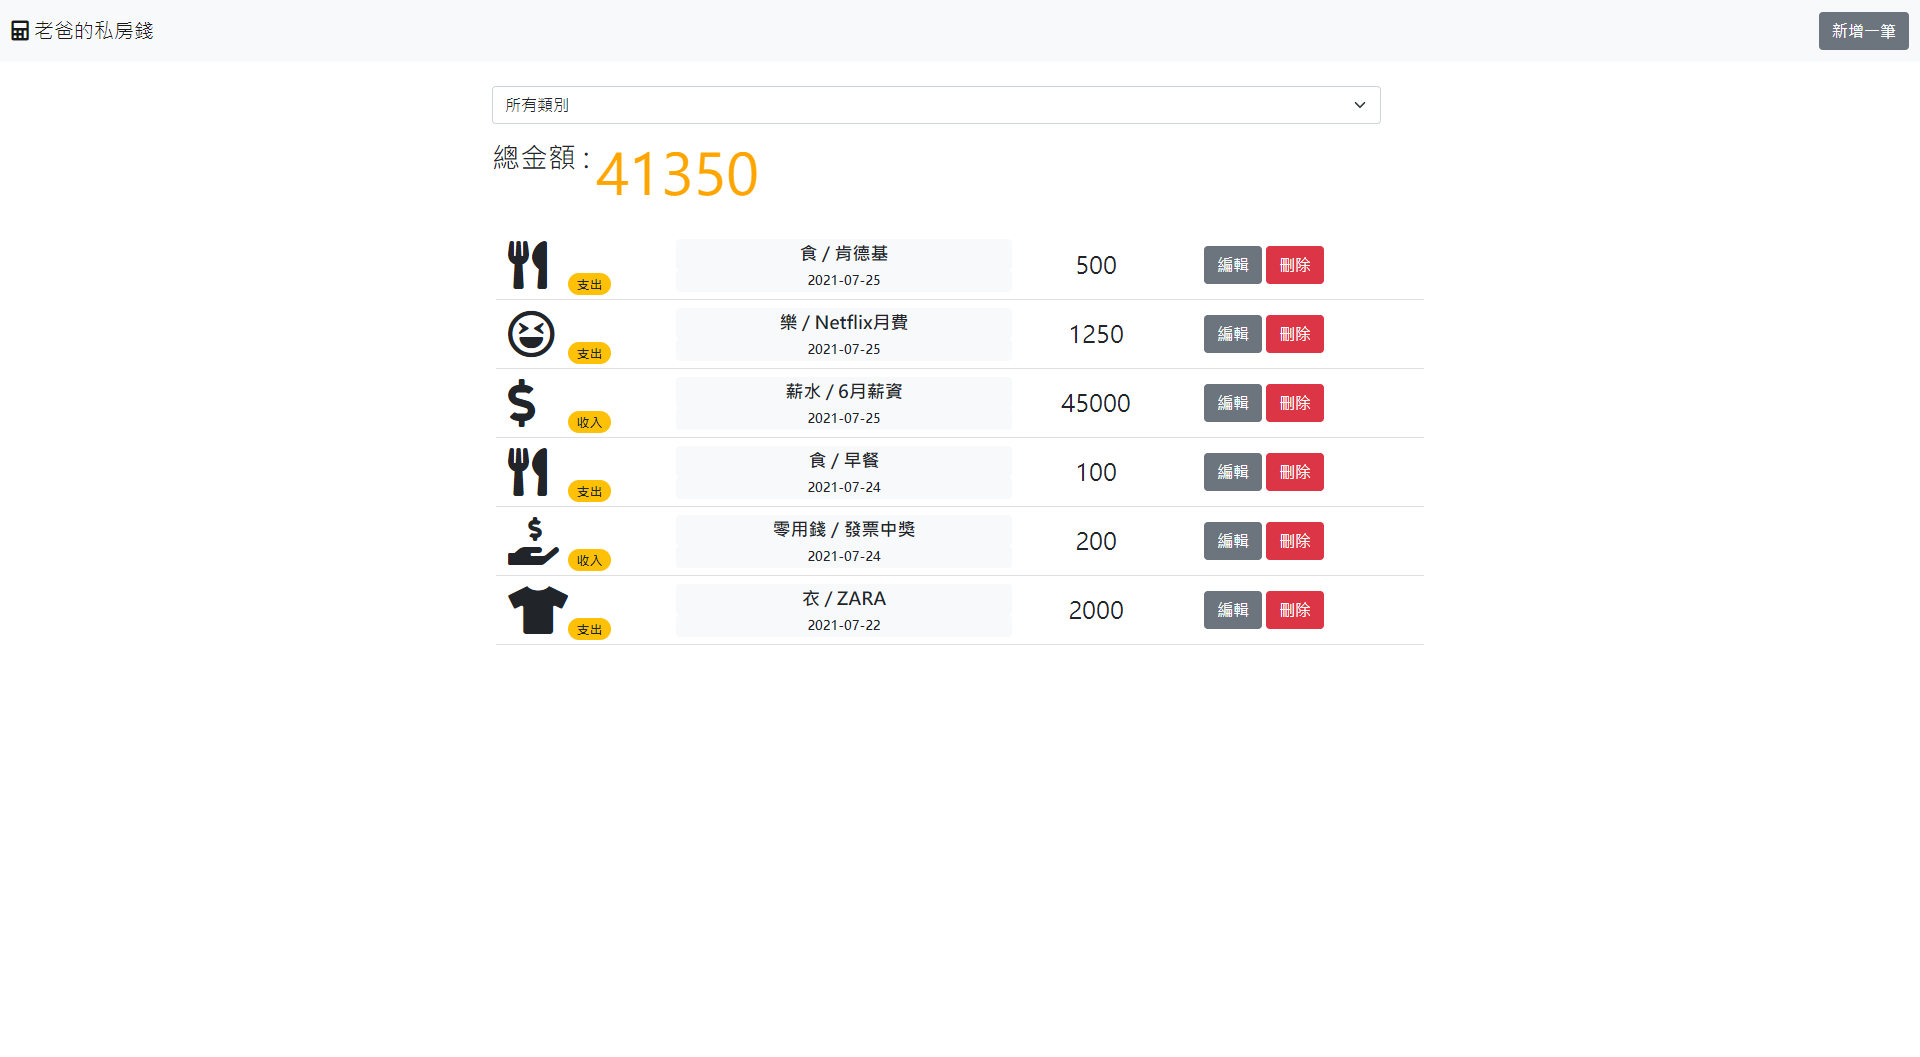 老爸的私房錢
新增一筆
所有類別
總金額 : 41350
食 / 肯德基
支出
2021-07-25
500
編輯 刪除
樂 / Netflix月費
支出
2021-07-25
1250
編輯 刪除
薪水 / 6月薪資
收入
2021-07-25
45000
編輯 刪除
食 / 早餐
支出
2021-07-24
100
編輯 刪除
零用錢 / 發票中獎
收入
2021-07-24
200
編輯 刪除
衣 / ZARA
支出
2021-07-22
2000
編輯 刪除